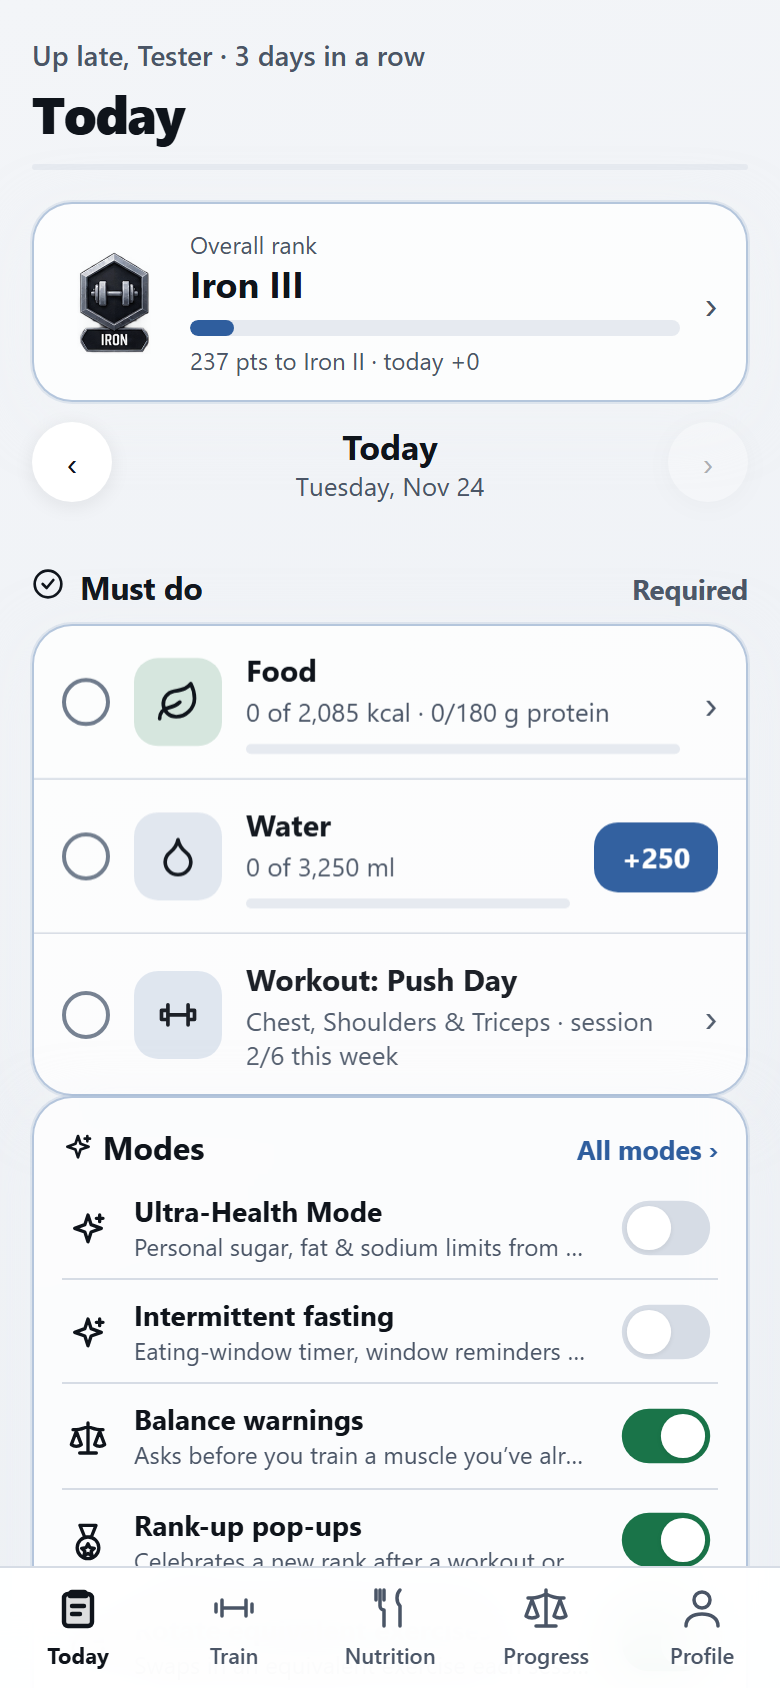 Up late, Tester · 3 days in a row
Today
Overall rank
Iron III
IRON
237 pts to Iron II · today +0
Today
Tuesday, Nov 24
Must do
Required
Food
0 of 2,085 kcal · 0/180 g protein
Water
0 of 3,250 ml
+250
Workout: Push Day
Chest, Shoulders & Triceps · session
2/6 this week
Modes
All modes ›
Ultra-Health Mode
Personal sugar, fat & sodium limits from ...
Intermittent fasting
Eating-window timer, window reminders ...
Balance warnings
Asks before you train a muscle you’ve alr...
Rank-up pop-ups
Celebrates a new rank after a workout or
Today
Train
Nutrition
Progress
Profile